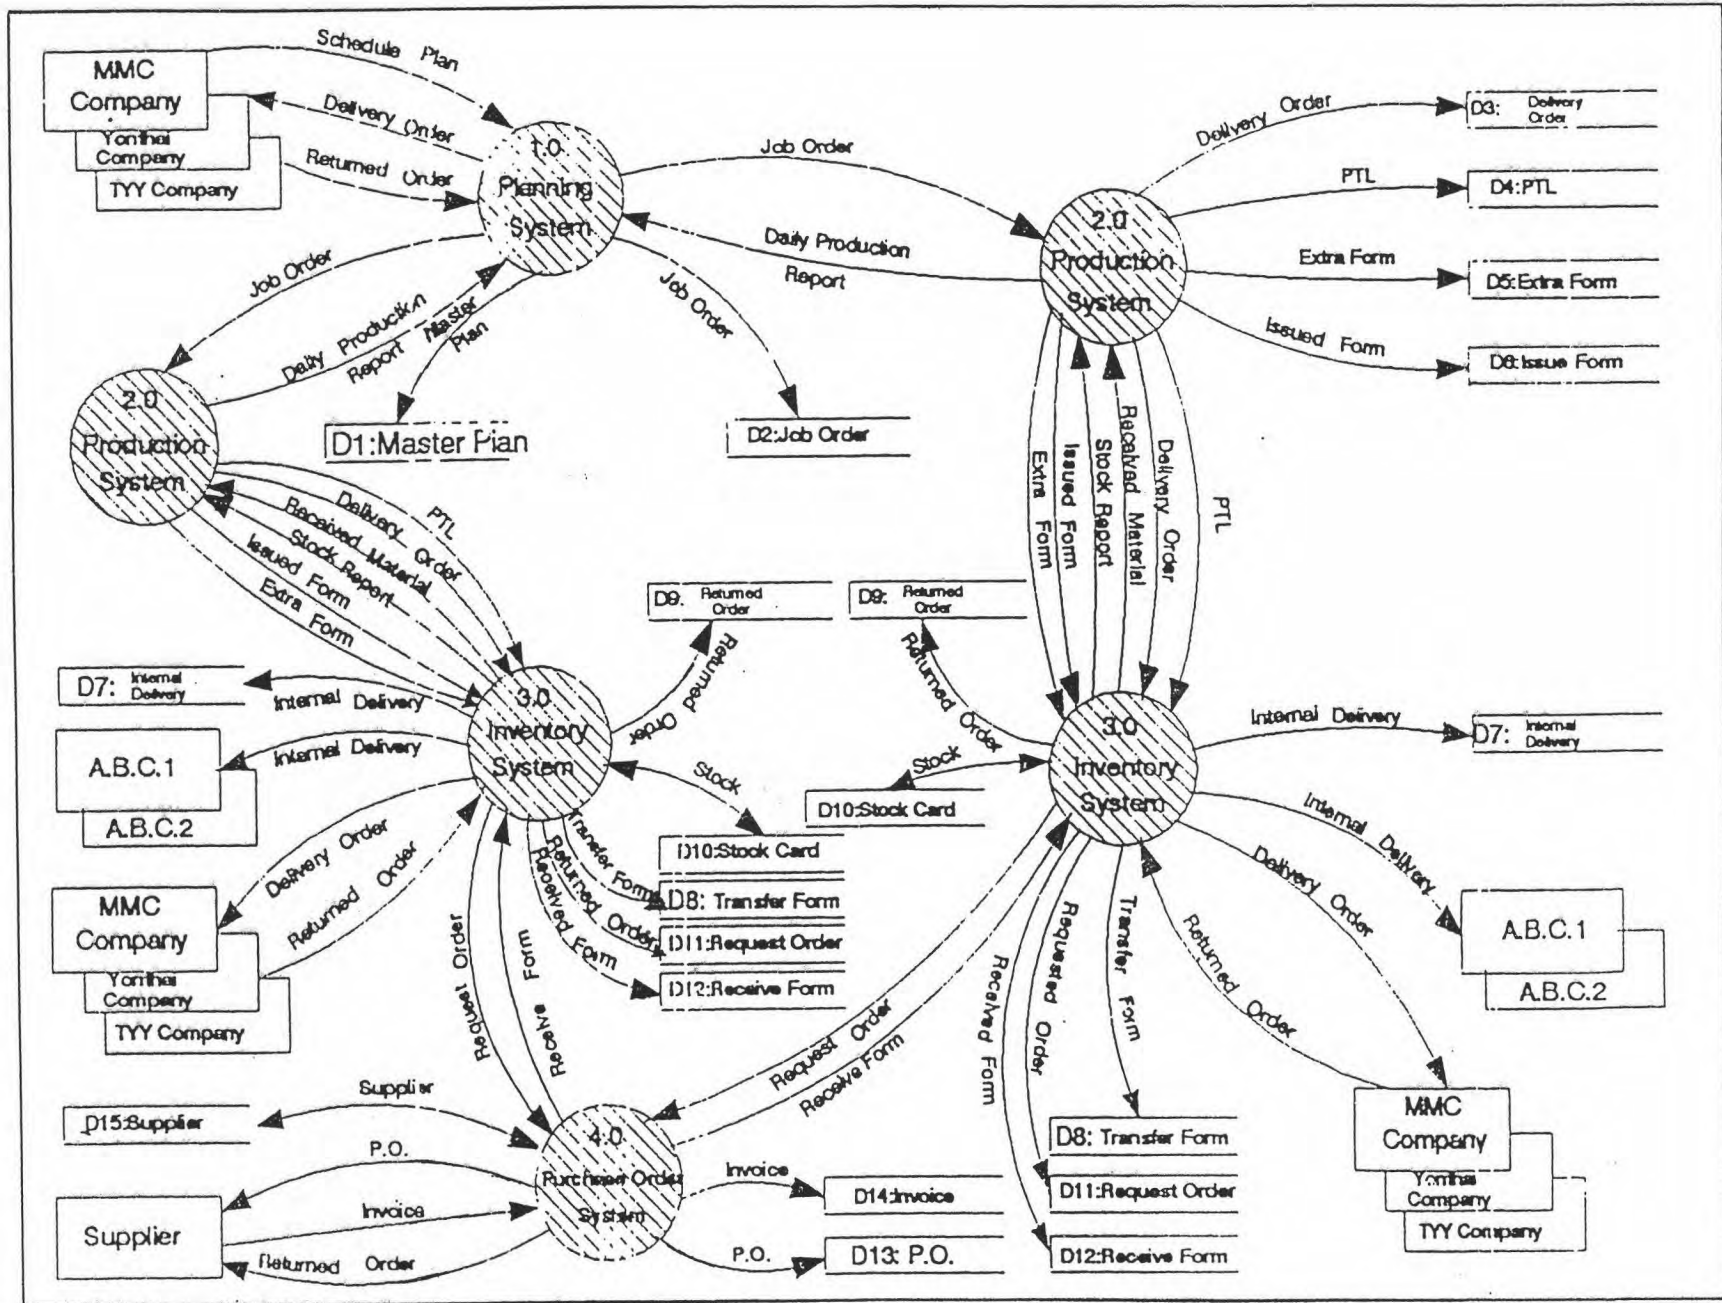 MMC
Company
Yonthai
Company
TYY Company
Schedule Plan
Delivery Order
Returned Order
1.0
Planning
System
Job Order
Daily Production
Report
2.0
Production
System
Delivery Order
D3: Delivery
Order
PTL
D4:PTL
Extra Form
D5:Extra Form
Issued Form
D6:Issue Form
Job Order
Daily Production
Report
Master
Plan
Job Order
D1:Master Plan
D2:Job Order
2.0
Production
System
PTL
Delivery Order
Received Material
Stock Report
Issued Form
Extra Form
Extra Form
Issued Form
Stock Report
Received Material
Delivery Order
PTL
D9: Returned
Order
D9: Returned
Order
Returned Order
Returned Order
D7: Internal
Delivery
Internal Delivery
3.0
Inventory
System
A.B.C.1
A.B.C.2
Internal Delivery
Stock
Stock
D10:Stock Card
3.0
Inventory
System
Internal Delivery
D7: Internal
Delivery
Internal Delivery
A.B.C.1
A.B.C.2
Delivery Order
Returned Order
MMC
Company
Yonthai
Company
TYY Company
Delivery Order
Returned Order
Transfer Form
Returned Order
Received Form
D10:Stock Card
D8: Transfer Form
D11:Request Order
D12:Receive Form
Request Order
Receive Form
Request Order
Receive Form
Received Form
Requested Order
Transfer Form
D8: Transfer Form
D11:Request Order
D12:Receive Form
MMC
Company
Yonthai
Company
TYY Company
D15:Supplier
Supplier
P.O.
4.0
Purchase Order
System
Invoice
D14:Invoice
P.O.
D13: P.O.
Supplier
Invoice
Returned Order